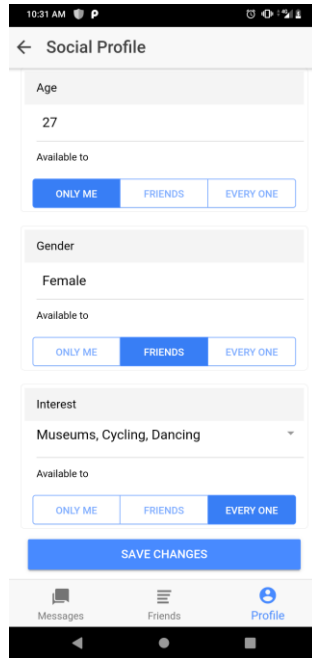 10:31 AM
Social Profile
Age
27
Available to
ONLY ME FRIENDS EVERY ONE
Gender
Female
Available to
ONLY ME FRIENDS EVERY ONE
Interest
Museums, Cycling, Dancing
Available to
ONLY ME FRIENDS EVERY ONE
SAVE CHANGES
Messages Friends Profile